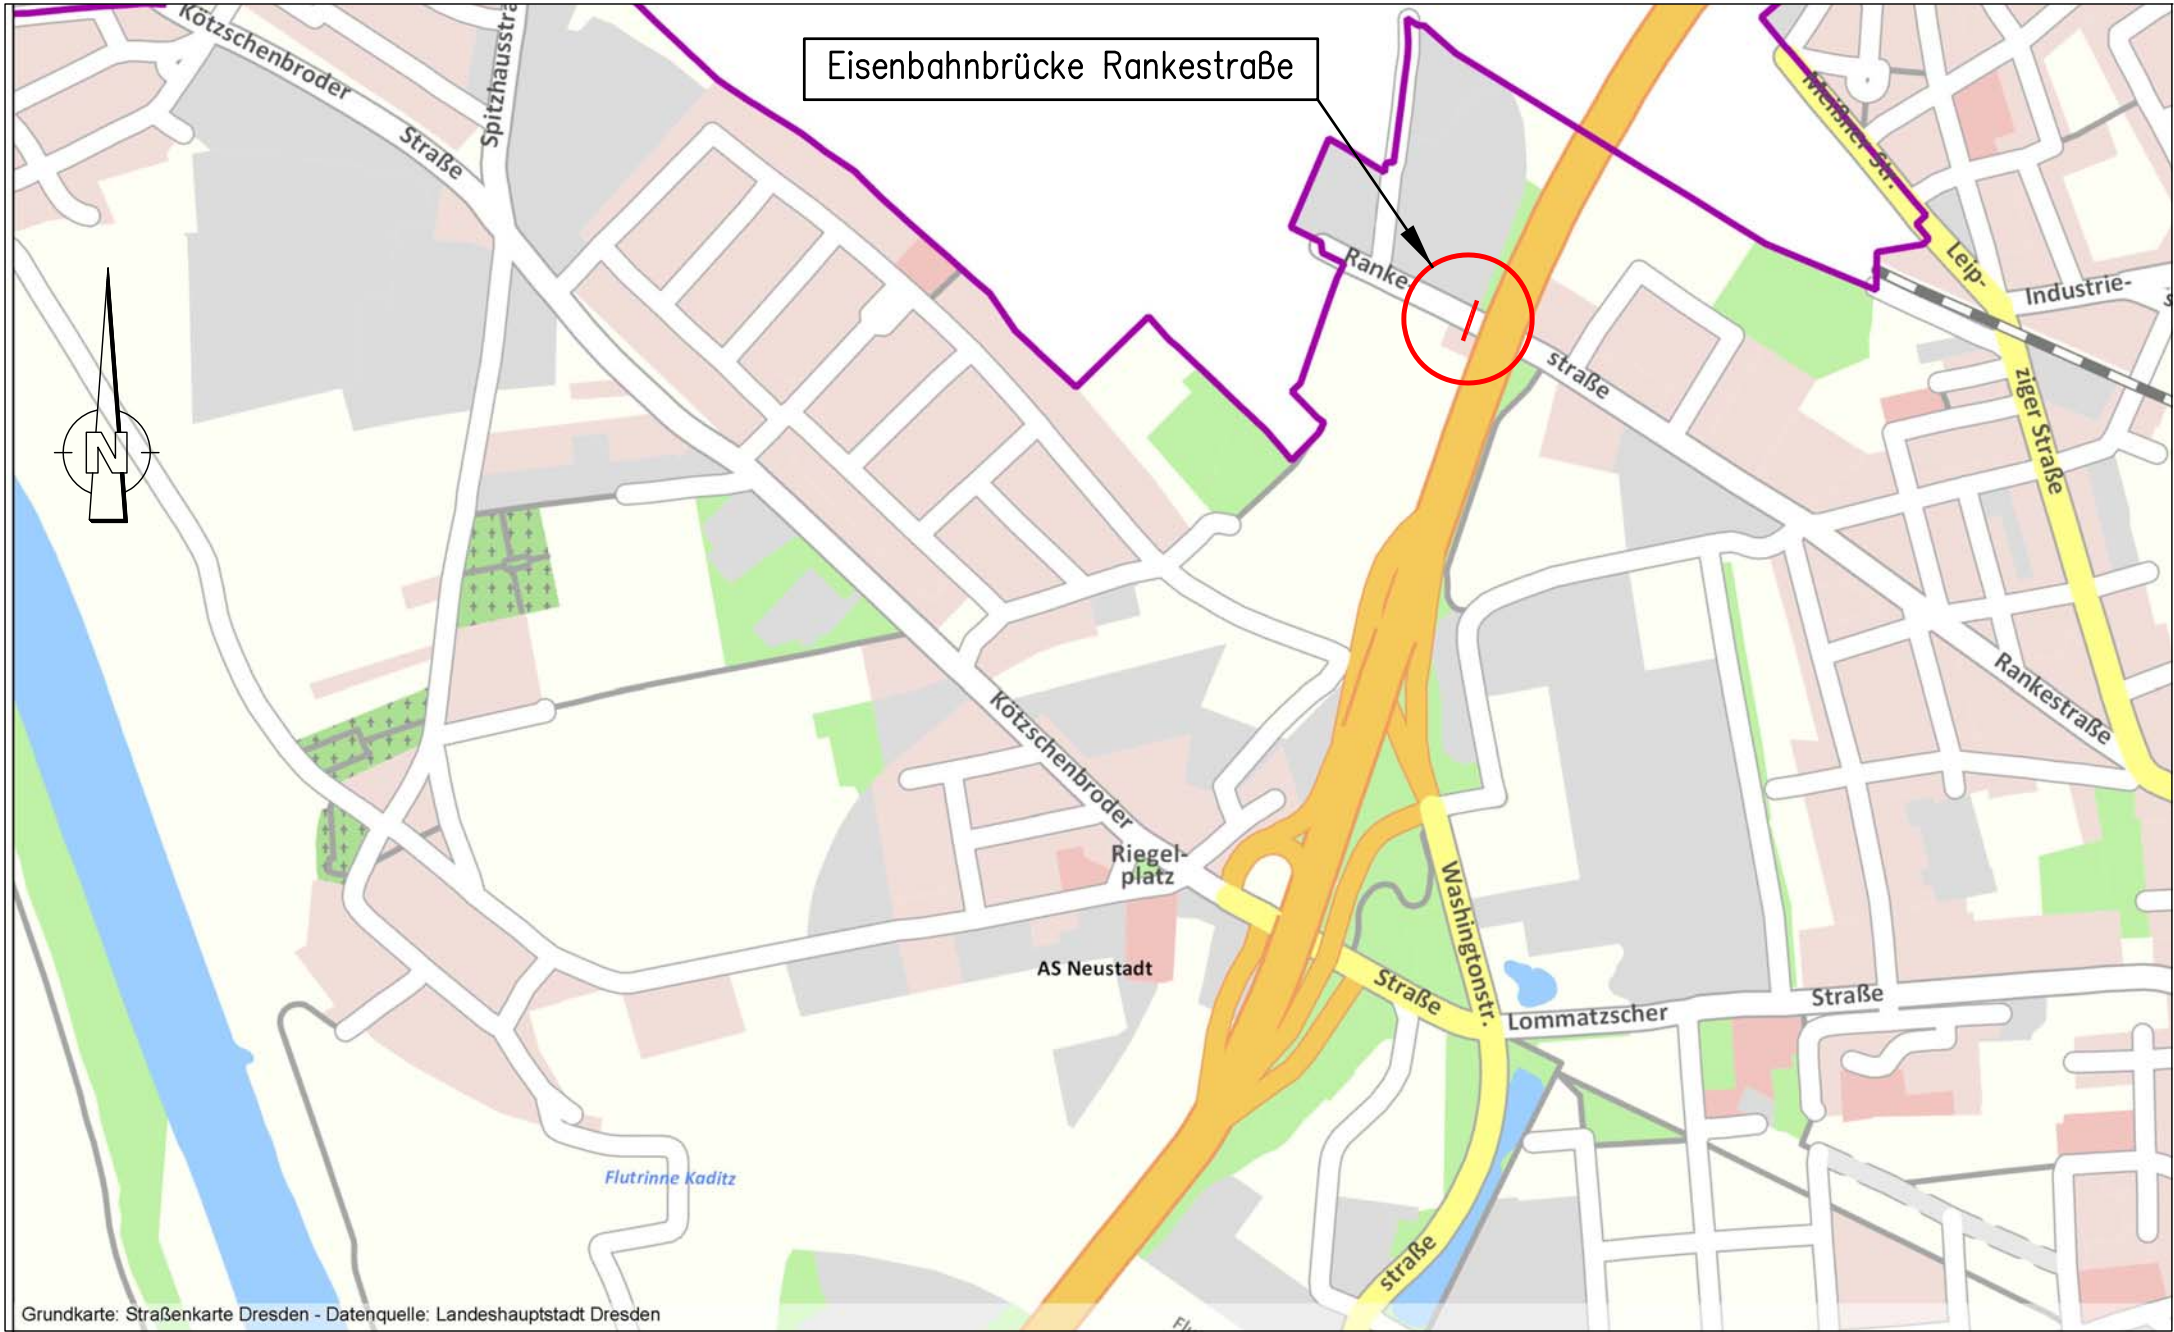 Kötzschenbroder
Straße
Spitzhausstra
Eisenbahnbrücke Rankestraße
Meißner Str.
Leip-
ziger Straße
Industrie-
Ranke-
straße
N
Rankestraße
Kötzschenbroder
Riegel-
platz
AS Neustadt
Washingtonstr.
Straße
Lommatzscher
Straße
Flutrinne Kaditz
straße
Grundkarte: Straßenkarte Dresden - Datenquelle: Landeshauptstadt Dresden